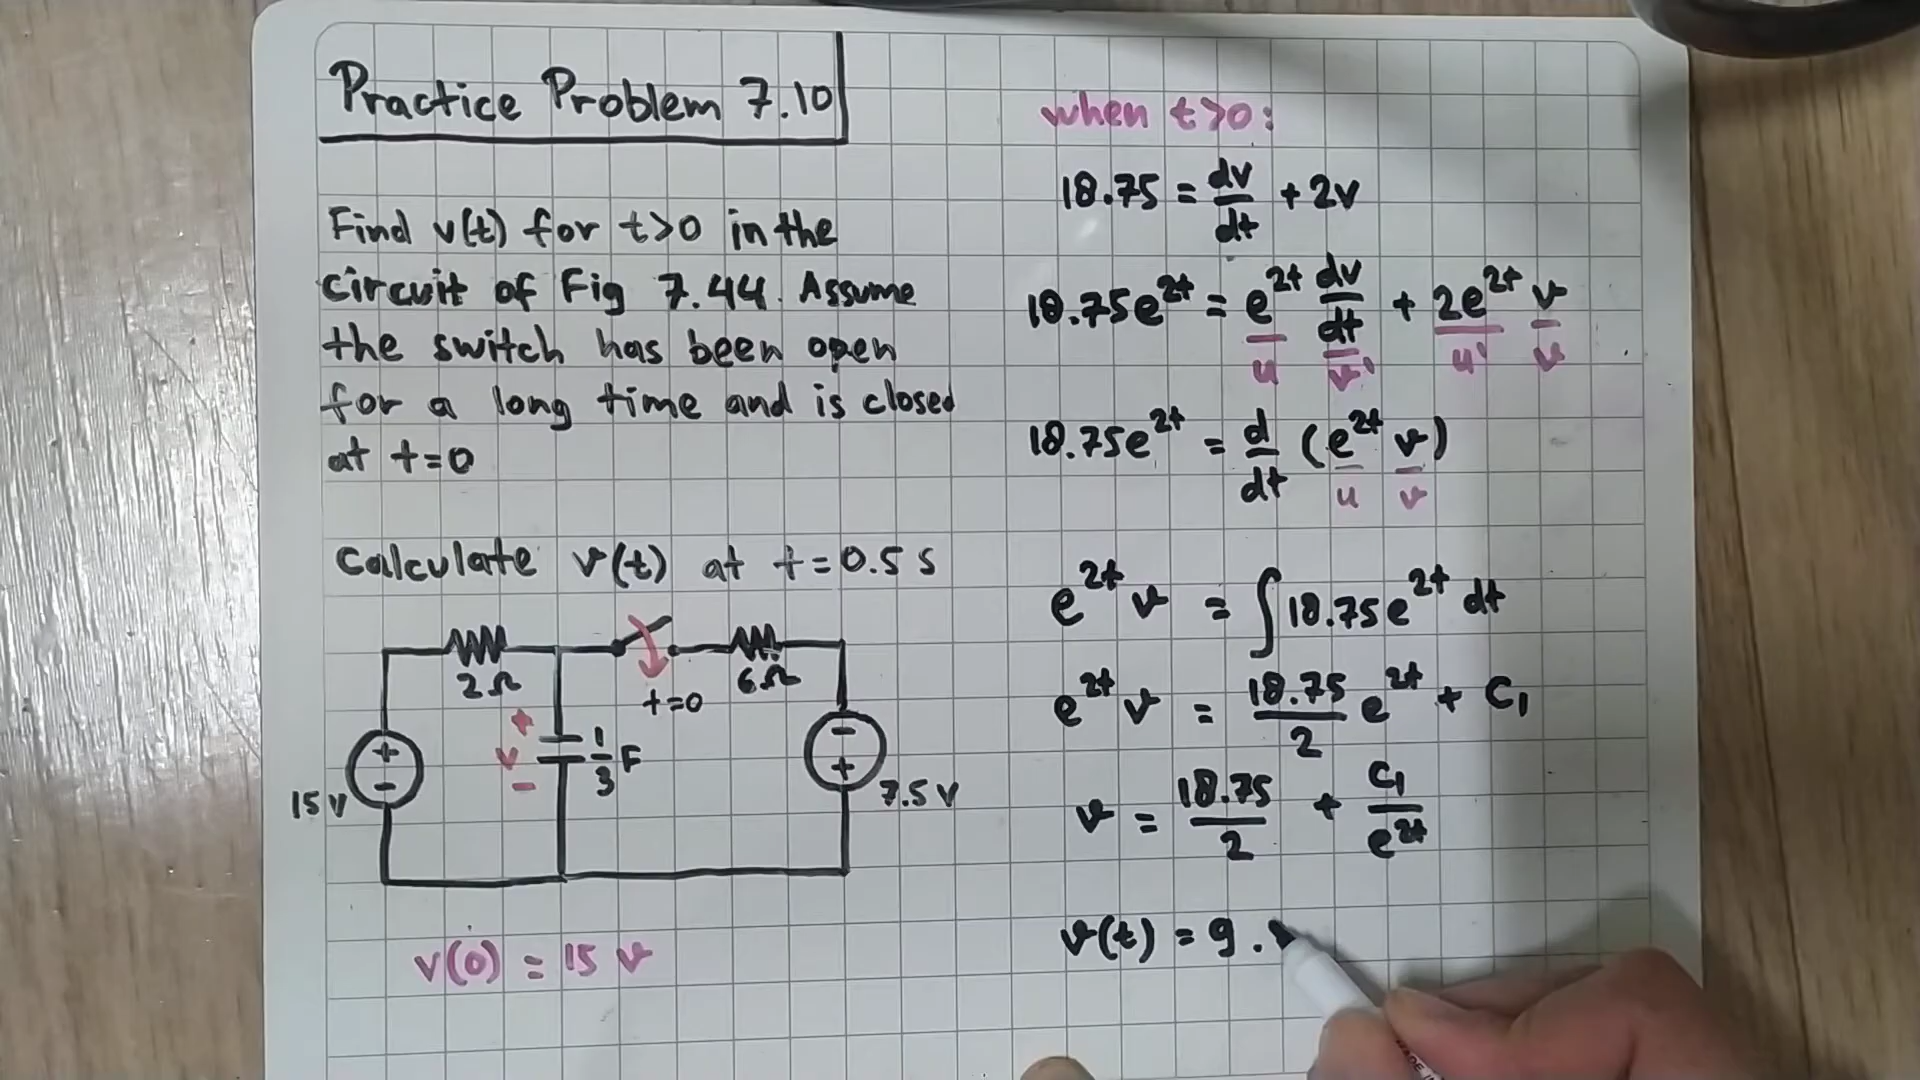 Practice Problem 7.10
Find v(t) for t>0 in the
circuit of Fig 7.44. Assume
the switch has been open
for a long time and is closed
at t=0
Calculate v(t) at t=0.5 s
2Ω
t=0
6Ω
+
v
-
1/3 F
+
-
15 V
-
+
7.5 V
v(0) = 15 v
when t>0:
18.75 = dv/dt + 2v
18.75e^2t = e^2t dv/dt + 2e^2t v
u v' u' v
18.75e^2t = d/dt (e^2t v)
u v
e^2t v = ∫18.75e^2t dt
e^2t v = 18.75/2 e^2t + C₁
v = 18.75/2 + C₁/e^2t
v(t) = 9.